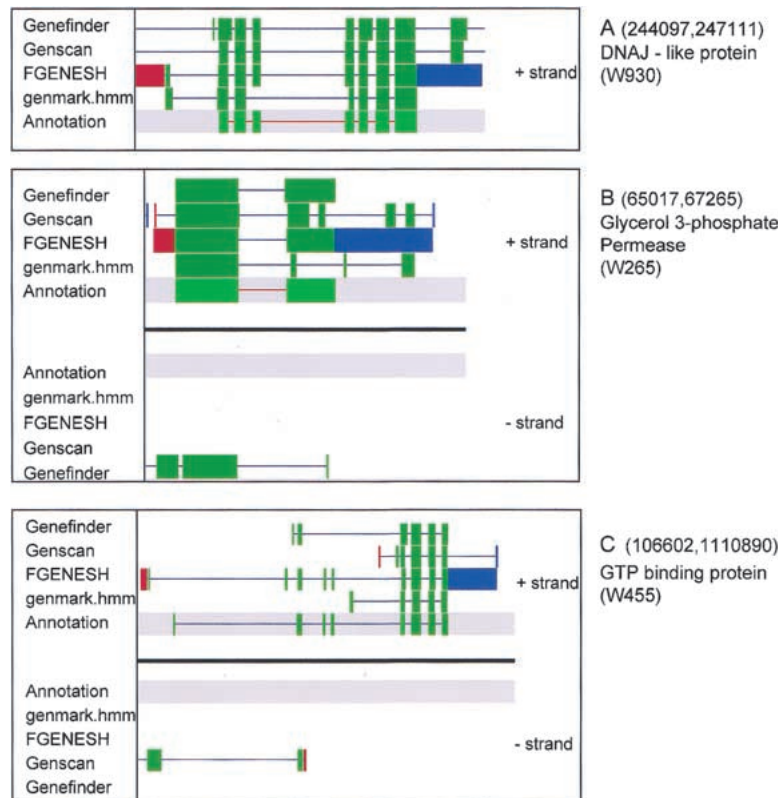 Genefinder
Genscan
FGENESH
genmark.hmm
Annotation
+ strand
A (244097,247111)
DNAJ - like protein
(W930)
Genefinder
Genscan
FGENESH
genmark.hmm
Annotation
+ strand
Annotation
genmark.hmm
FGENESH
Genscan
Genefinder
- strand
B (65017,67265)
Glycerol 3-phosphate
Permease
(W265)
Genefinder
Genscan
FGENESH
genmark.hmm
Annotation
+ strand
Annotation
genmark.hmm
FGENESH
Genscan
Genefinder
- strand
C (106602,1110890)
GTP binding protein
(W455)